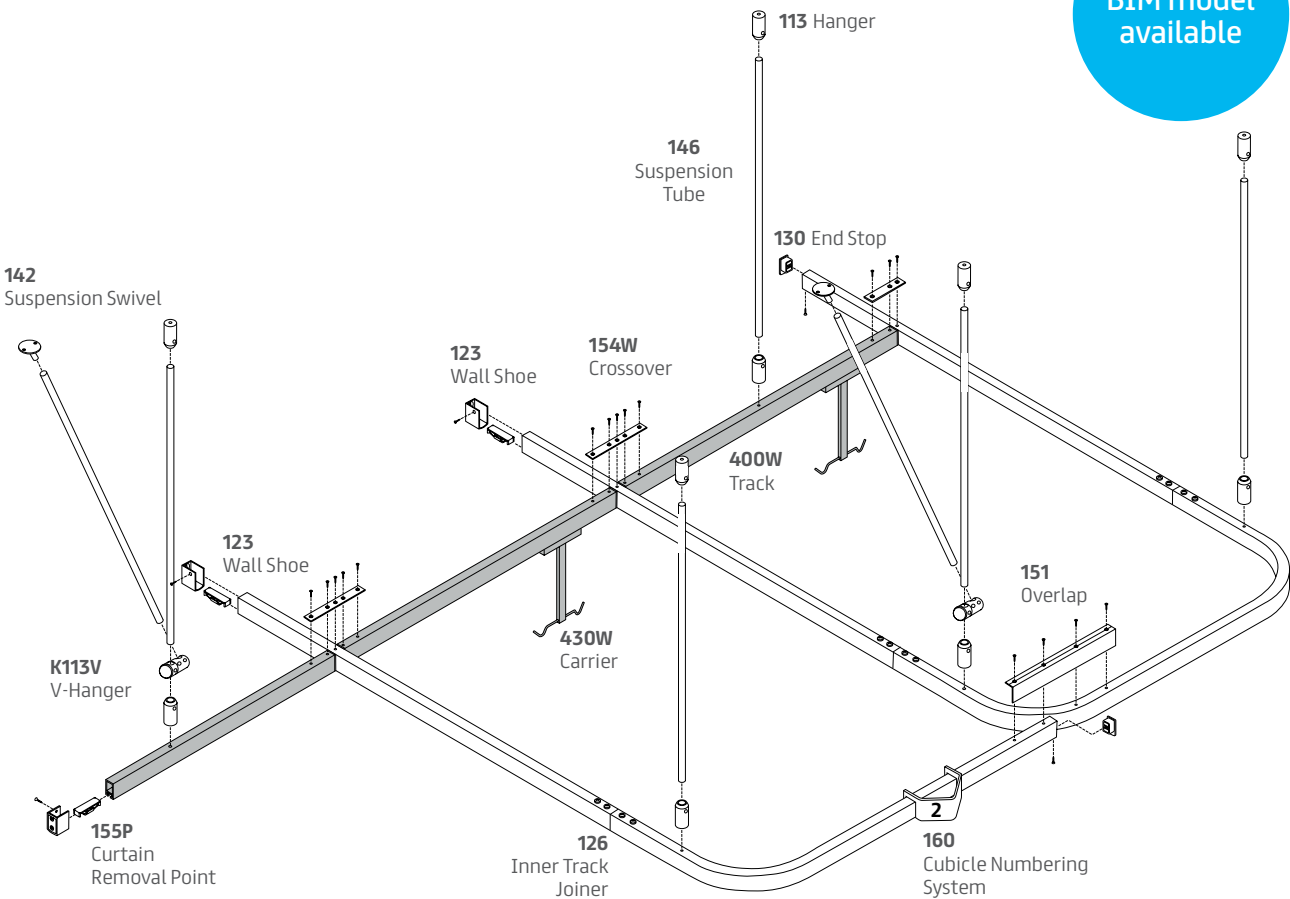 BIM model
available
113 Hanger
146
Suspension
Tube
130 End Stop
142
Suspension Swivel
123
Wall Shoe
154W
Crossover
400W
Track
123
Wall Shoe
151
Overlap
430W
Carrier
K113V
V-Hanger
2
155P
Curtain
Removal Point
126
Inner Track
Joiner
160
Cubicle Numbering
System